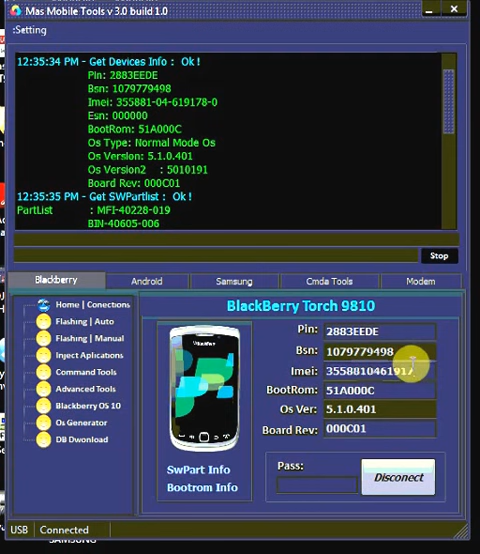 Mas Mobile Tools v 3.0 build 1.0
:Setting
12:35:34 PM - Get Devices Info : Ok !
Pin: 2883EEDE
Bsn: 1079779498
Imei: 355881-04-619178-0
Esn: 000000
BootRom: 51A000C
Os Type: Normal Mode Os
Os Version: 5.1.0.401
Os Version2 : 5010191
Board Rev: 000C01
12:35:35 PM - Get SWPartlist : Ok !
PartList : MFI-40228-019
BIN-40605-006
Stop
Blackberry Android Samsung Cmda Tools Modem
Home | Conections
Flashing | Auto
Flashing | Manual
Inject Aplications
Command Tools
Advanced Tools
Blackberry OS 10
Os Generator
DB Dwonload
BlackBerry Torch 9810
Pin: 2883EEDE
Bsn: 1079779498
Imei:
BootRom: 51A000C
Os Ver: 5.1.0.401
Board Rev: 000C01
SwPart Info
Bootrom Info
Pass:
Disconect
USB Connected
SAMSUNG